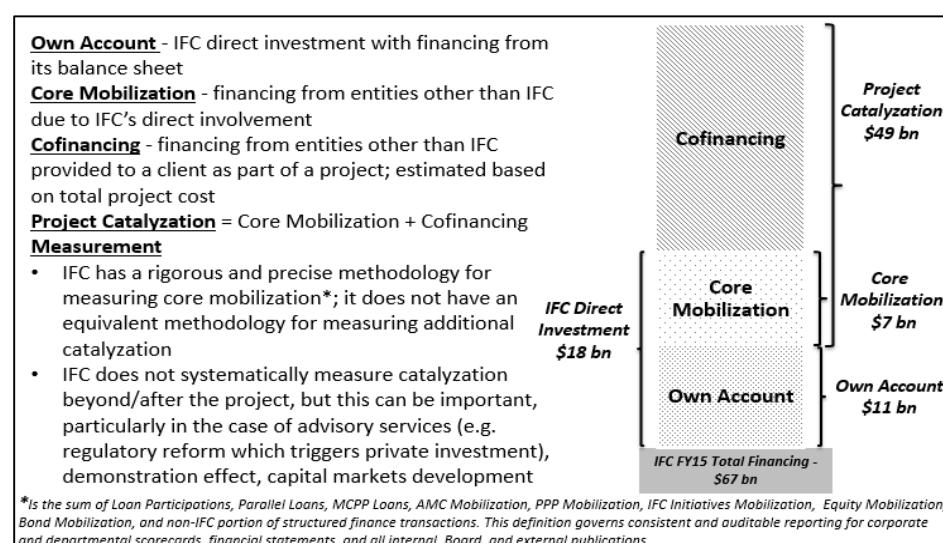 Own Account - IFC direct investment with financing from
its balance sheet
Core Mobilization - financing from entities other than IFC
due to IFC's direct involvement
Cofinancing - financing from entities other than IFC
provided to a client as part of a project; estimated based
on total project cost
Project Catalyzation = Core Mobilization + Cofinancing
Measurement
• IFC has a rigorous and precise methodology for
measuring core mobilization*; it does not have an
equivalent methodology for measuring additional
catalyzation
• IFC does not systematically measure catalyzation
beyond/after the project, but this can be important,
particularly in the case of advisory services (e.g.
regulatory reform which triggers private investment),
demonstration effect, capital markets development
Cofinancing
Project
Catalyzation
$49 bn
Core
Mobilization
IFC Direct
Investment
$18 bn
Core
Mobilization
$7 bn
Own Account
Own Account
$11 bn
IFC FY15 Total Financing -
$67 bn
*Is the sum of Loan Participations, Parallel Loans, MCPP Loans, AMC Mobilization, PPP Mobilization, IFC Initiatives Mobilization, Equity Mobilization,
Bond Mobilization, and non-IFC portion of structured finance transactions. This definition governs consistent and auditable reporting for corporate
and departmental scorecards, financial statements, and all internal, Board, and external publications